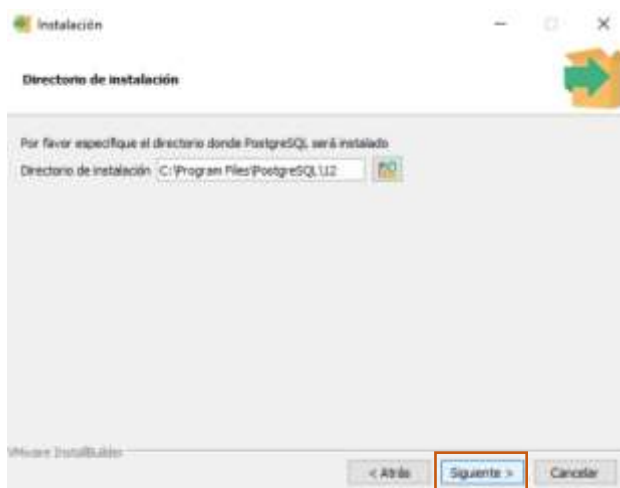 Instalación
Directorio de instalación
Por favor especifique el directorio donde PostgreSQL será instalado
Directorio de instalación C:\Program Files\PostgreSQL\12
VMware InstallBuilder
< Atrás Siguiente > Cancelar